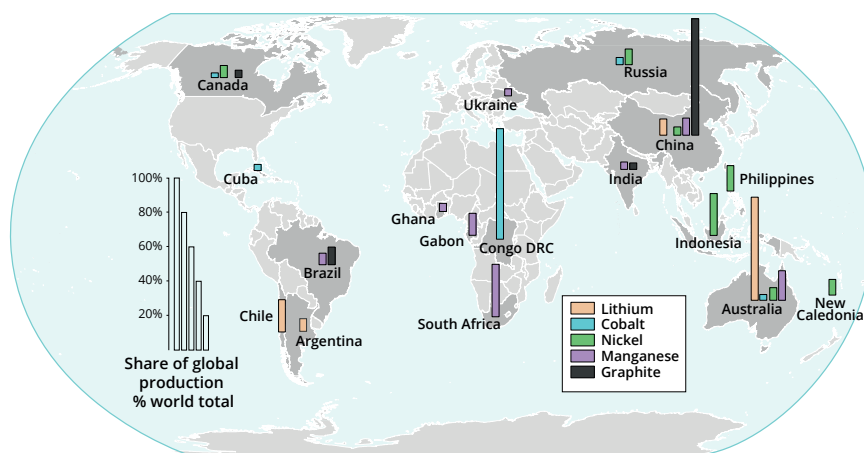 Canada
Russia
Ukraine
China
Cuba
India
Philippines
100%
80%
60%
40%
20%
Ghana
Gabon
Congo DRC
Indonesia
Brazil
Chile
Argentina
South Africa
Australia
New
Caledonia
Lithium
Cobalt
Nickel
Manganese
Graphite
Share of global
production
% world total